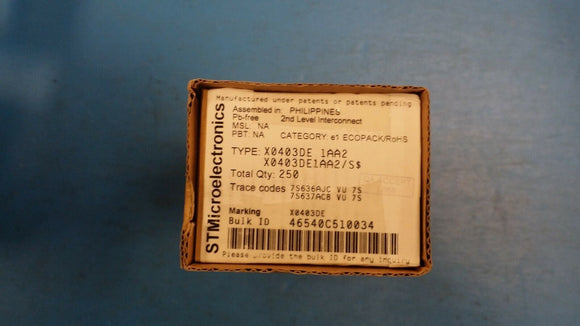 Manufactured under patents or patents pending
STMicroelectronics
Assembled in: PHILIPPINES
Pb-free 2nd Level Interconnect
MSL: NA
PBT: NA CATEGORY: e1 ECOPACK/RoHS
TYPE: X0403DE 1AA2
X0403DE1AA2/S$
Total Qty: 250
Trace codes 7S636AJC VU 7S
7S637ACB VU 7S
QA ACCEPT
Marking X0403DE
Bulk ID 46540C510034
Please provide the bulk ID for any inquiry